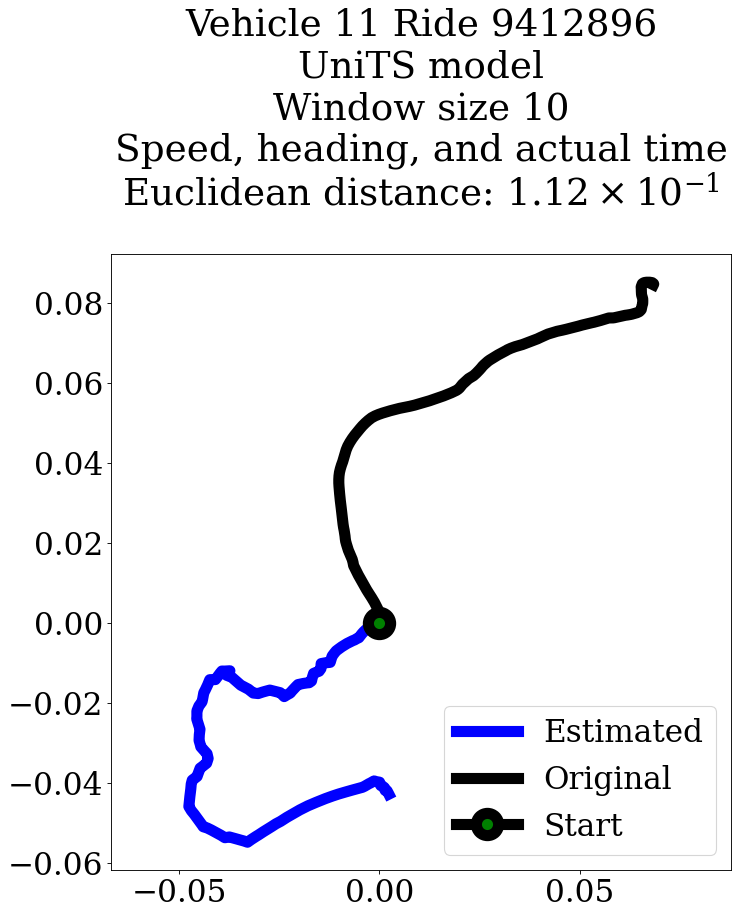 Vehicle 11 Ride 9412896
UniTS model
Window size 10
Speed, heading, and actual time
Euclidean distance: 1.12 × 10⁻¹
0.08
0.06
0.04
0.02
0.00
−0.02
−0.04
−0.06
−0.05 0.00 0.05
Estimated
Original
Start